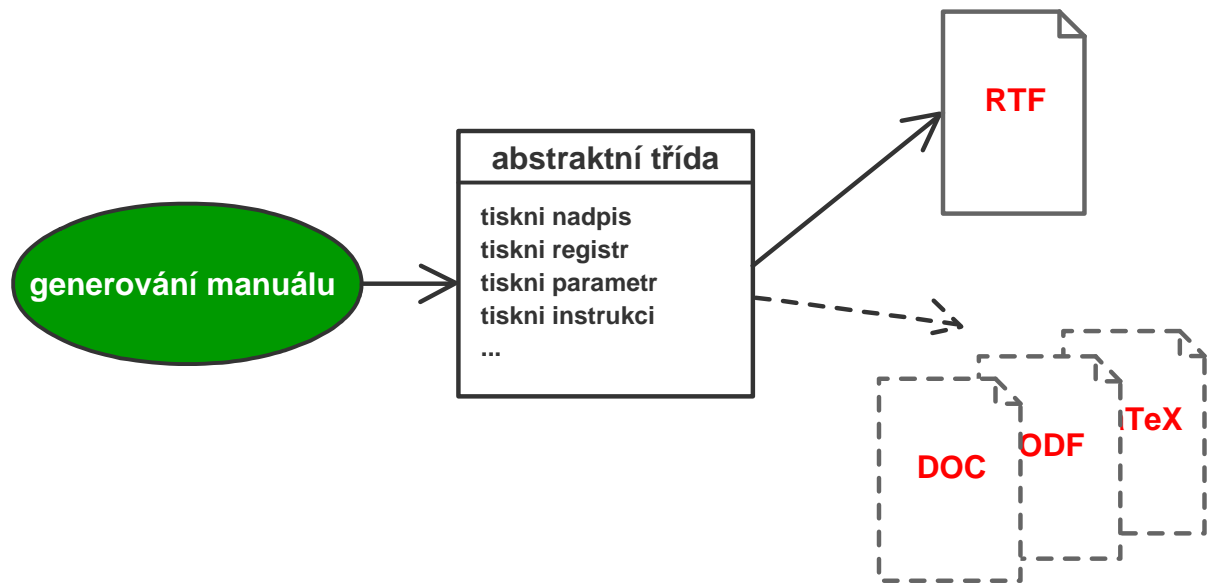 RTF
abstraktní třída
tiskni nadpis
tiskni registr
tiskni parametr
tiskni instrukci
...
generování manuálu
TeX
ODF
DOC